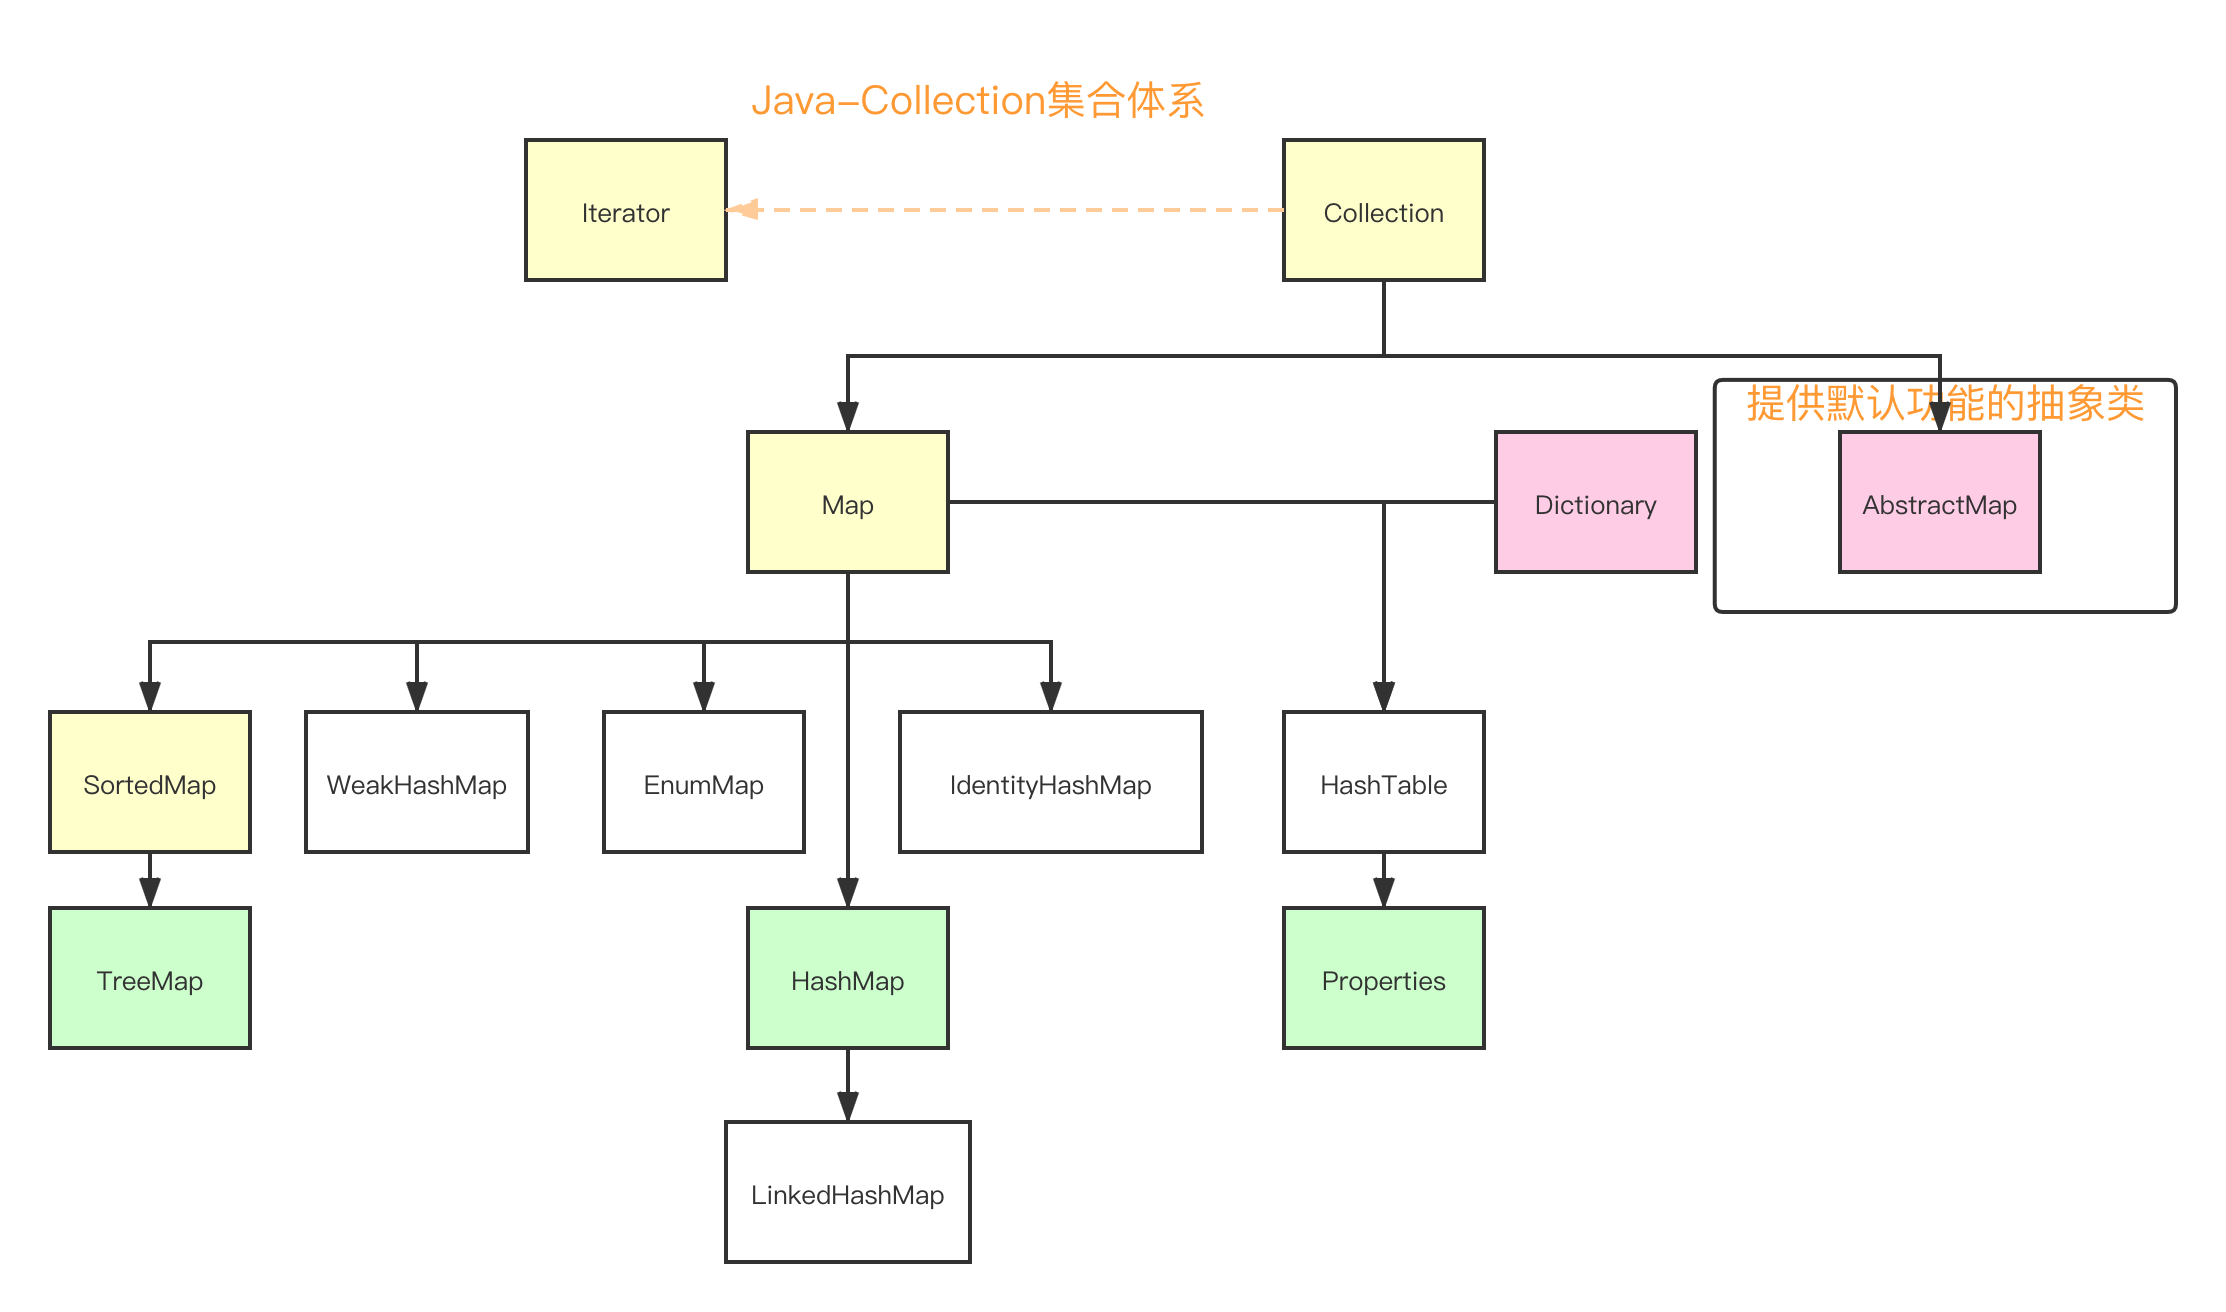 Java-Collection集合体系
Iterator
Collection
提供默认功能的抽象类
Map
Dictionary
AbstractMap
SortedMap
WeakHashMap
EnumMap
IdentityHashMap
HashTable
TreeMap
HashMap
Properties
LinkedHashMap